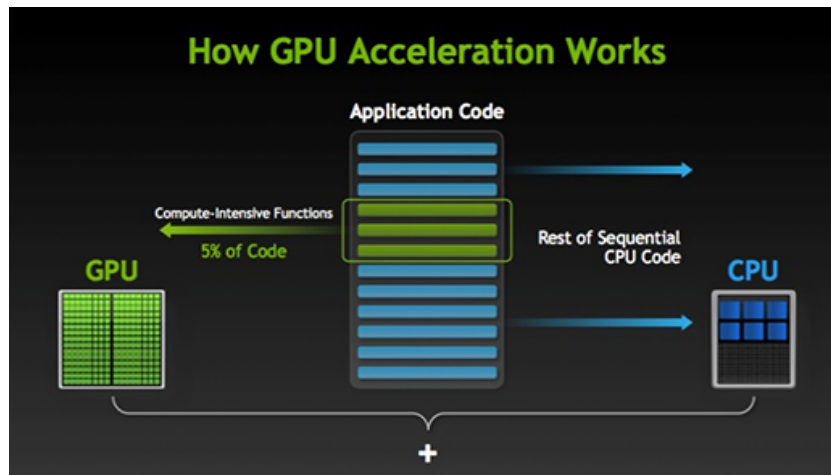 How GPU Acceleration Works
Application Code
Compute-Intensive Functions
5% of Code
Rest of Sequential
CPU Code
GPU
CPU
+